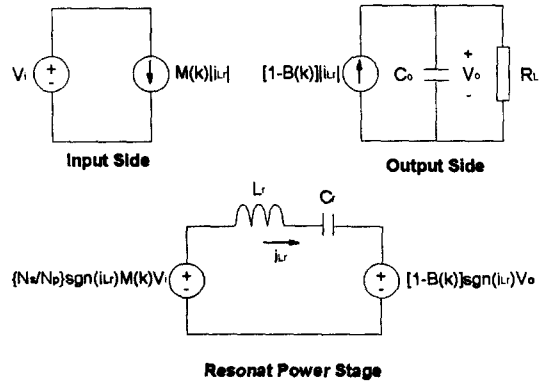 Vi + - M(k)|iLr| [1-B(k)]|iLr| Co + Vo - RL
Input Side
Output Side
Lr Cr
iLr
{Ns/Np}sgn(iLr)M(k)Vi + - + - [1-B(k)]sgn(iLr)Vo
Resonat Power Stage